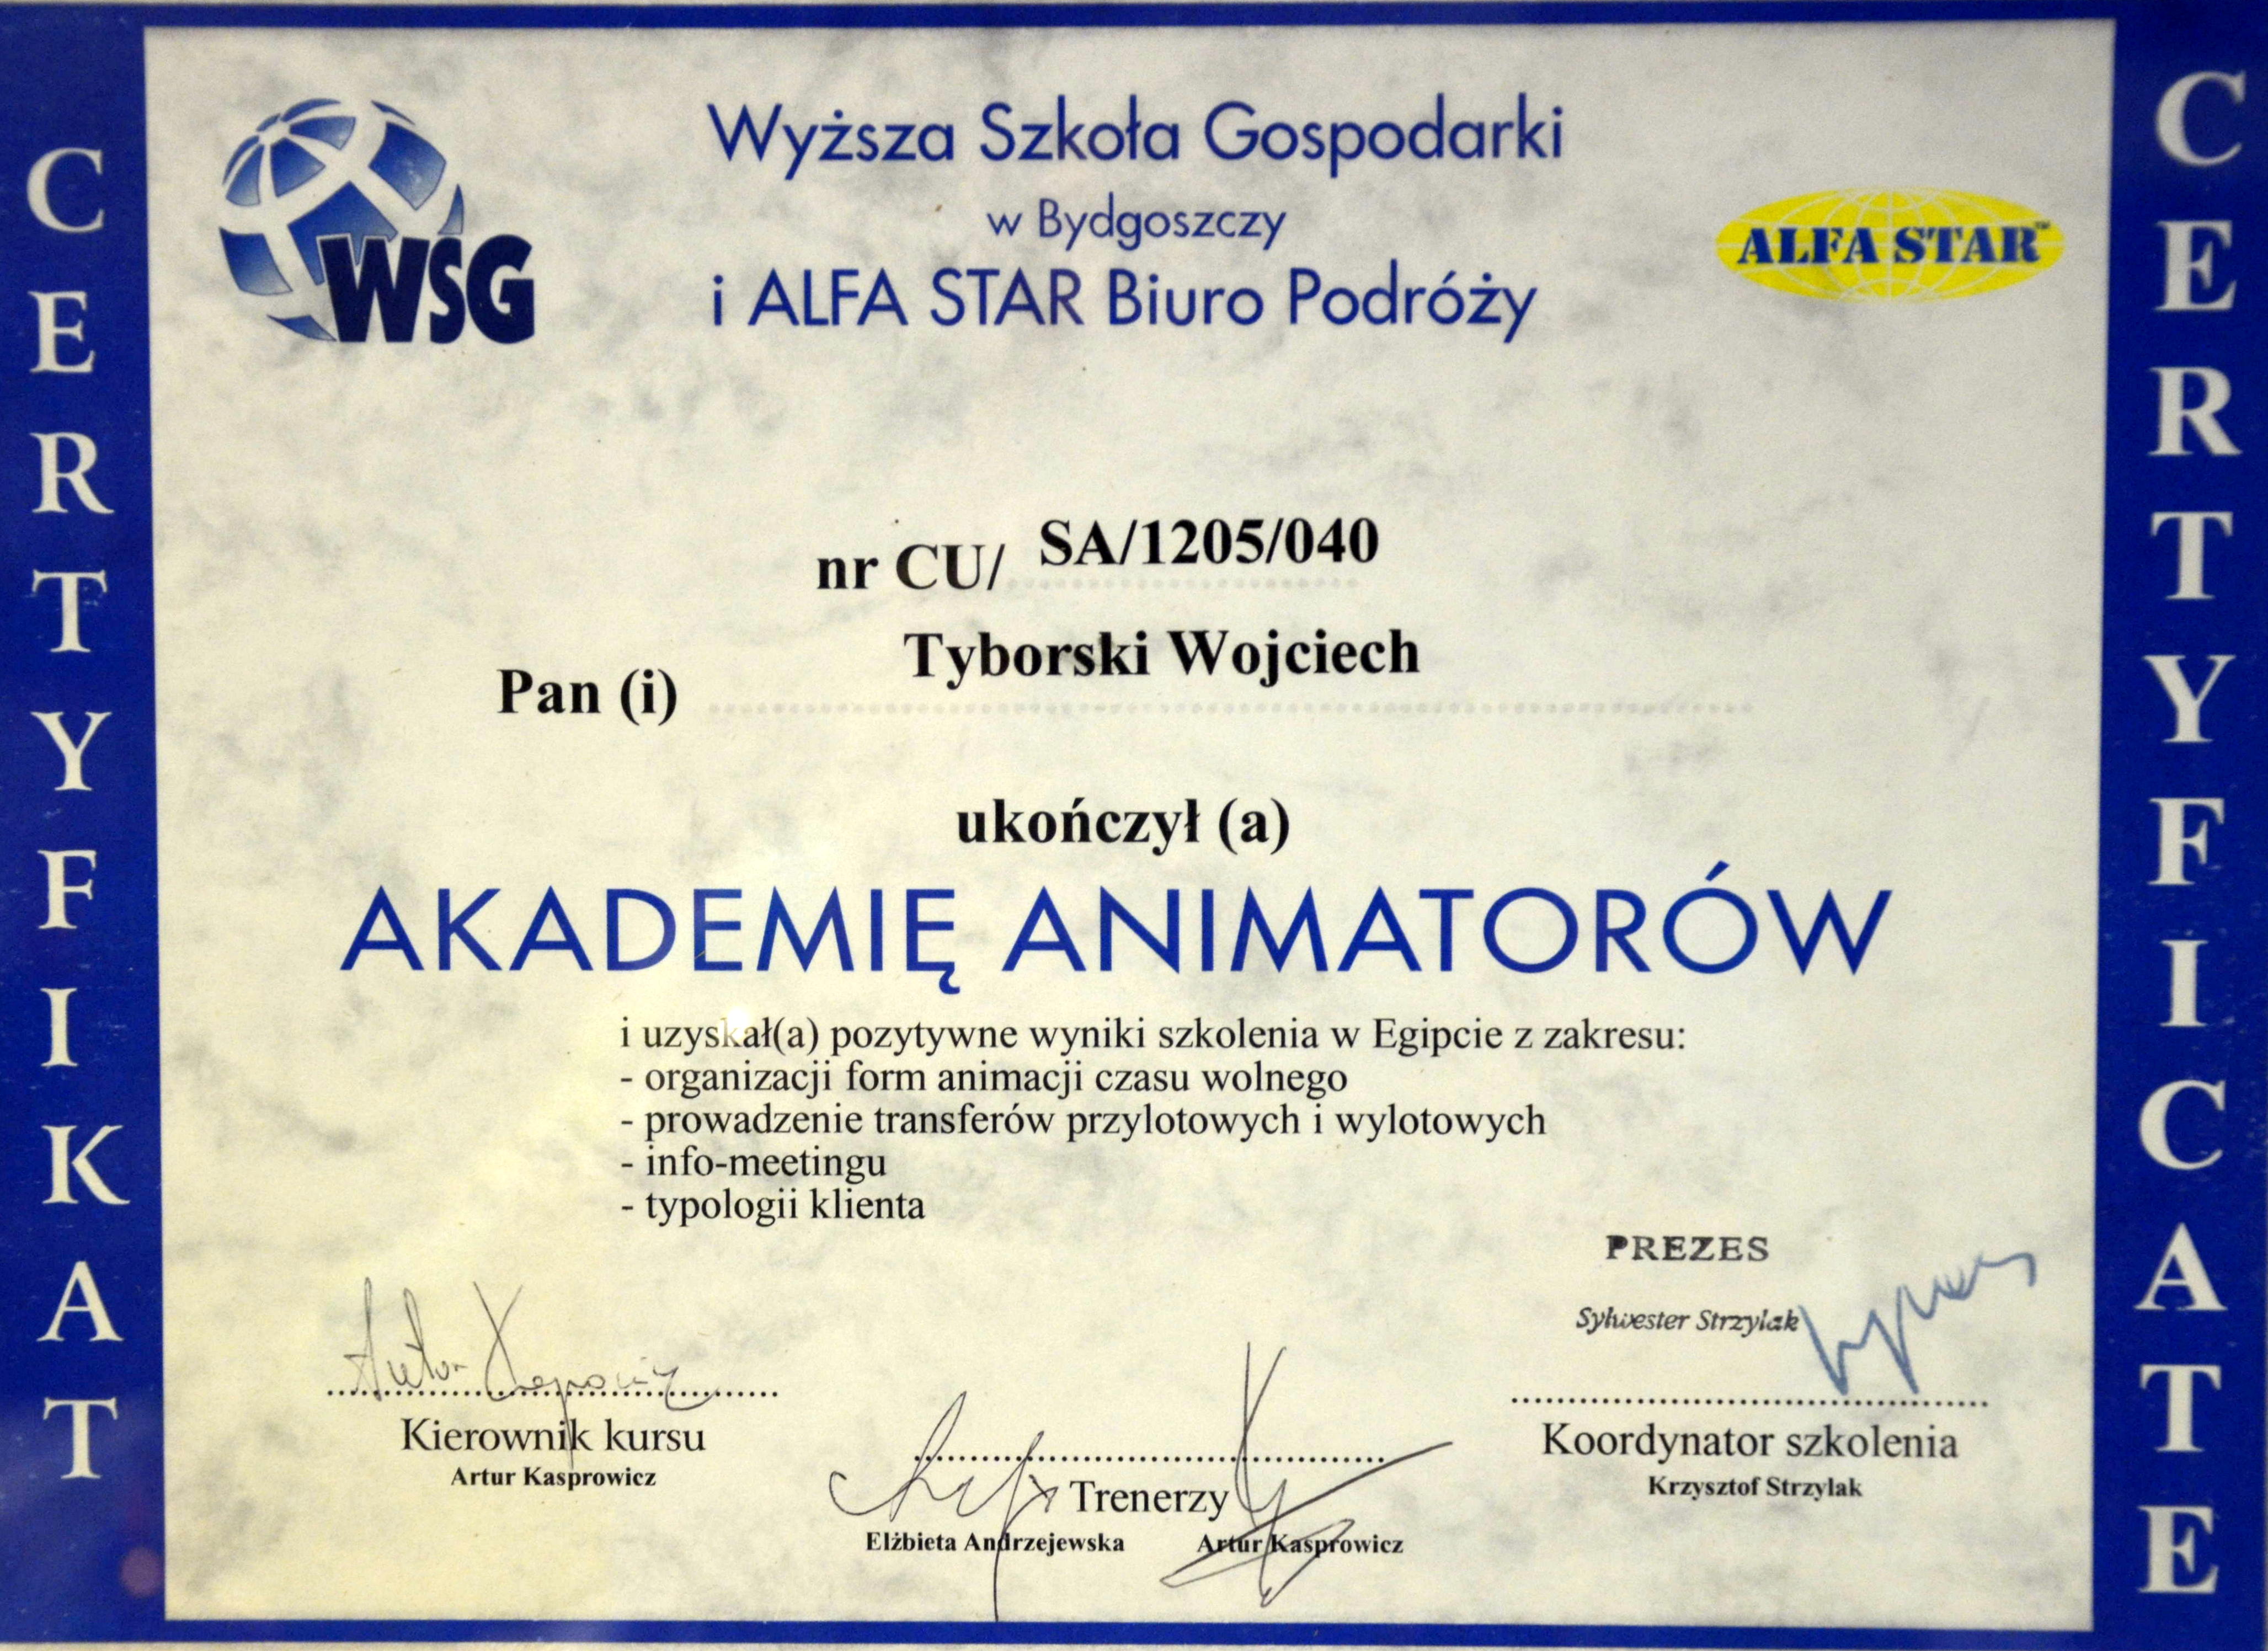 CERTYFIKAT
WSG
Wyższa Szkoła Gospodarki
w Bydgoszczy
i ALFA STAR Biuro Podróży
ALFA STAR™
nr CU/ SA/1205/040
Pan (i) Tyborski Wojciech
ukończył (a)
AKADEMIĘ ANIMATORÓW
i uzyskał(a) pozytywne wyniki szkolenia w Egipcie z zakresu:
- organizacji form animacji czasu wolnego
- prowadzenie transferów przylotowych i wylotowych
- info-meetingu
- typologii klienta
Artur Kasprowicz
Kierownik kursu
Artur Kasprowicz
Trenerzy
Elżbieta Andrzejewska Artur Kasprowicz
PREZES
Sylwester Strzylak
Koordynator szkolenia
Krzysztof Strzylak
CERTYFICATE